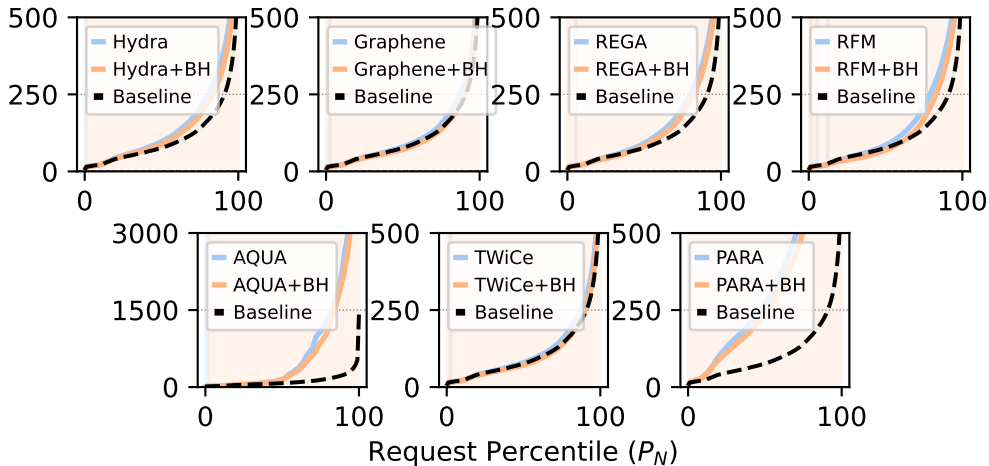 500
250
0
Hydra
Hydra+BH
Baseline
0
100
500
250
0
Graphene
Graphene+BH
Baseline
0
100
500
250
0
REGA
REGA+BH
Baseline
0
100
500
250
0
RFM
RFM+BH
Baseline
0
100
3000
1500
0
AQUA
AQUA+BH
Baseline
0
100
500
250
0
TWiCe
TWiCe+BH
Baseline
0
100
500
250
0
PARA
PARA+BH
Baseline
0
100
Request Percentile (P_N)